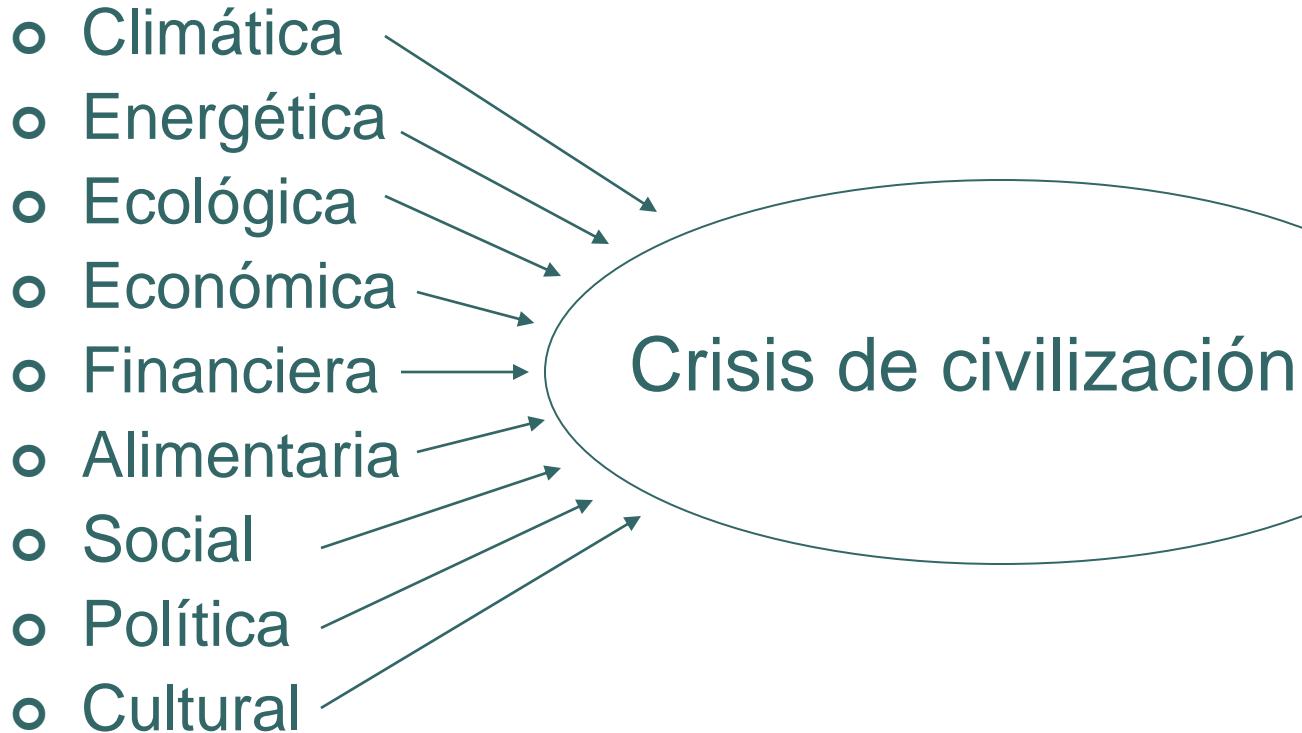 Climática
Energética
Ecológica
Económica
Financiera
Alimentaria
Social
Política
Cultural
Crisis de civilización